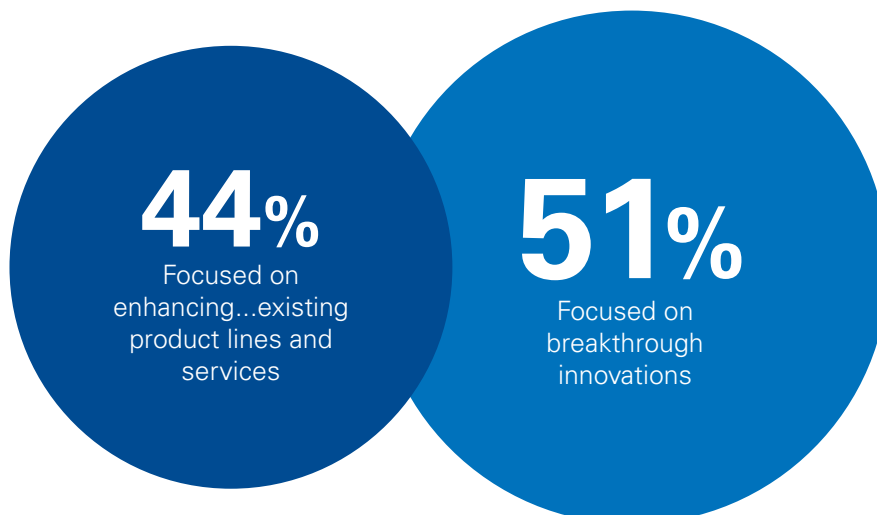 44%
Focused on
enhancing...existing
product lines and
services
51%
Focused on
breakthrough
innovations